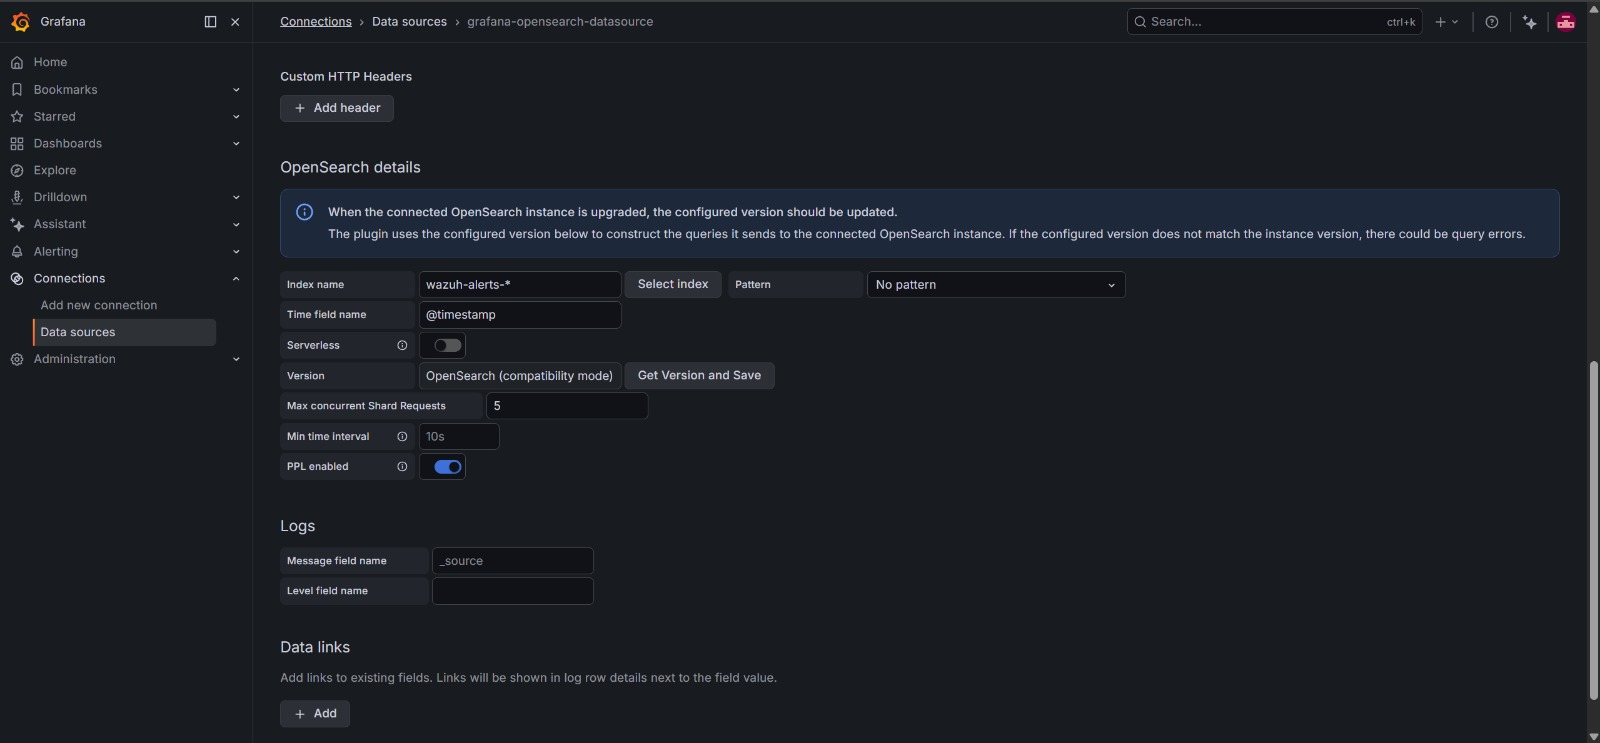 Grafana
Connections › Data sources › grafana-opensearch-datasource
Search...
ctrl+k
Home
Bookmarks
Starred
Dashboards
Explore
Drilldown
Assistant
Alerting
Connections
Add new connection
Data sources
Administration
Custom HTTP Headers
+ Add header
OpenSearch details
When the connected OpenSearch instance is upgraded, the configured version should be updated.
The plugin uses the configured version below to construct the queries it sends to the connected OpenSearch instance. If the configured version does not match the instance version, there could be query errors.
Index name wazuh-alerts-* Select index Pattern No pattern
Time field name @timestamp
Serverless
Version OpenSearch (compatibility mode) Get Version and Save
Max concurrent Shard Requests 5
Min time interval 10s
PPL enabled
Logs
Message field name _source
Level field name
Data links
Add links to existing fields. Links will be shown in log row details next to the field value.
+ Add